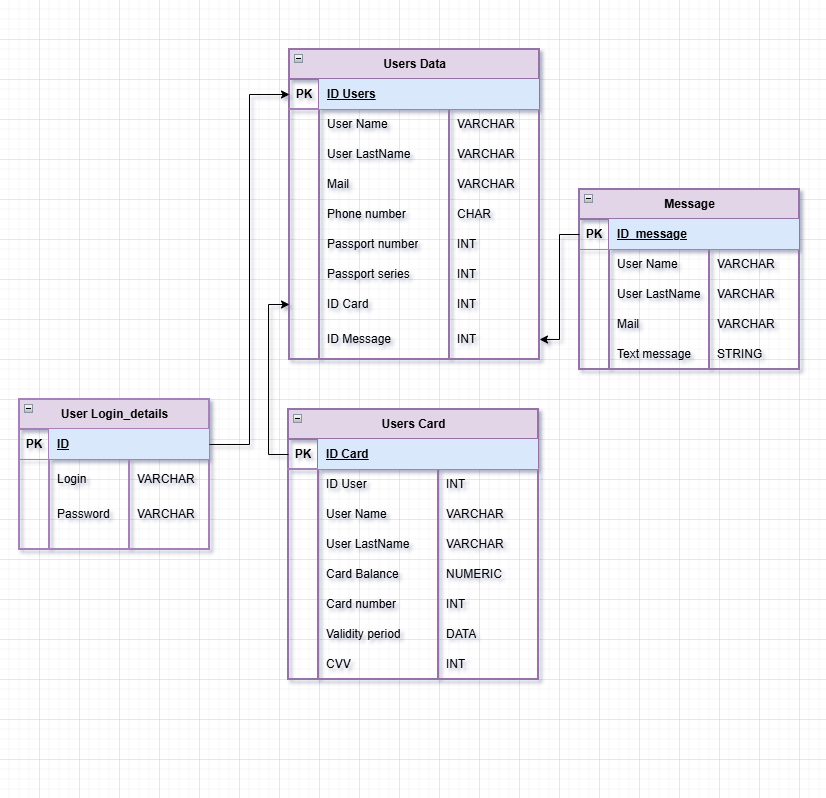 Users Data
PK ID Users
User Name VARCHAR
User LastName VARCHAR
Mail VARCHAR
Phone number CHAR
Passport number INT
Passport series INT
ID Card INT
ID Message INT
Message
PK ID_message
User Name VARCHAR
User LastName VARCHAR
Mail VARCHAR
Text message STRING
User Login_details
PK ID
Login VARCHAR
Password VARCHAR
Users Card
PK ID Card
ID User INT
User Name VARCHAR
User LastName VARCHAR
Card Balance NUMERIC
Card number INT
Validity period DATA
CVV INT